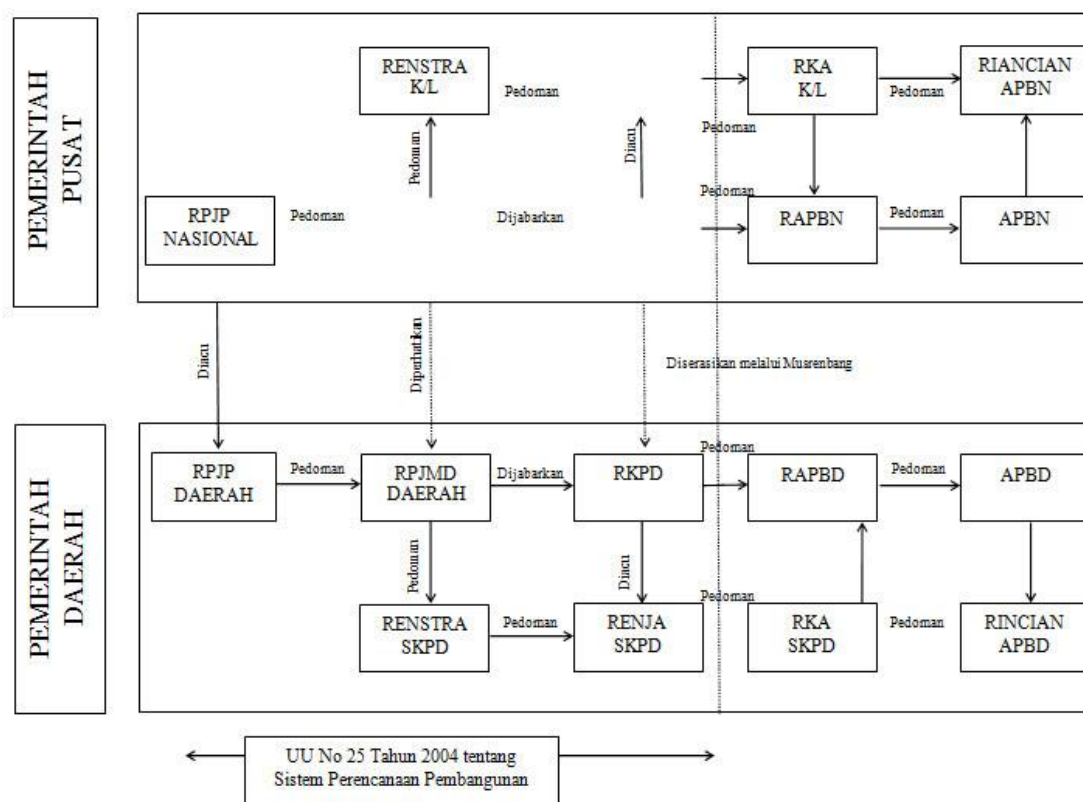 PEMERINTAH
PUSAT
RENSTRA
K/L
Pedoman
RKA
K/L
Pedoman
RIANCIAN
APBN
Pedoman
Diacu
Pedoman
RPJP
NASIONAL
Pedoman
Dijabarkan
Pedoman
RAPBN
Pedoman
APBN
Diacu
Diperhatikan
Diserasikan melalui Musrenbang
PEMERINTAH
DAERAH
RPJP
DAERAH
Pedoman
RPJMD
DAERAH
Dijabarkan
RKPD
Pedoman
RAPBD
Pedoman
APBD
Pedoman
Diacu
RENSTRA
SKPD
Pedoman
RENJA
SKPD
Pedoman
RKA
SKPD
Pedoman
RINCIAN
APBD
UU No 25 Tahun 2004 tentang
Sistem Perencanaan Pembangunan